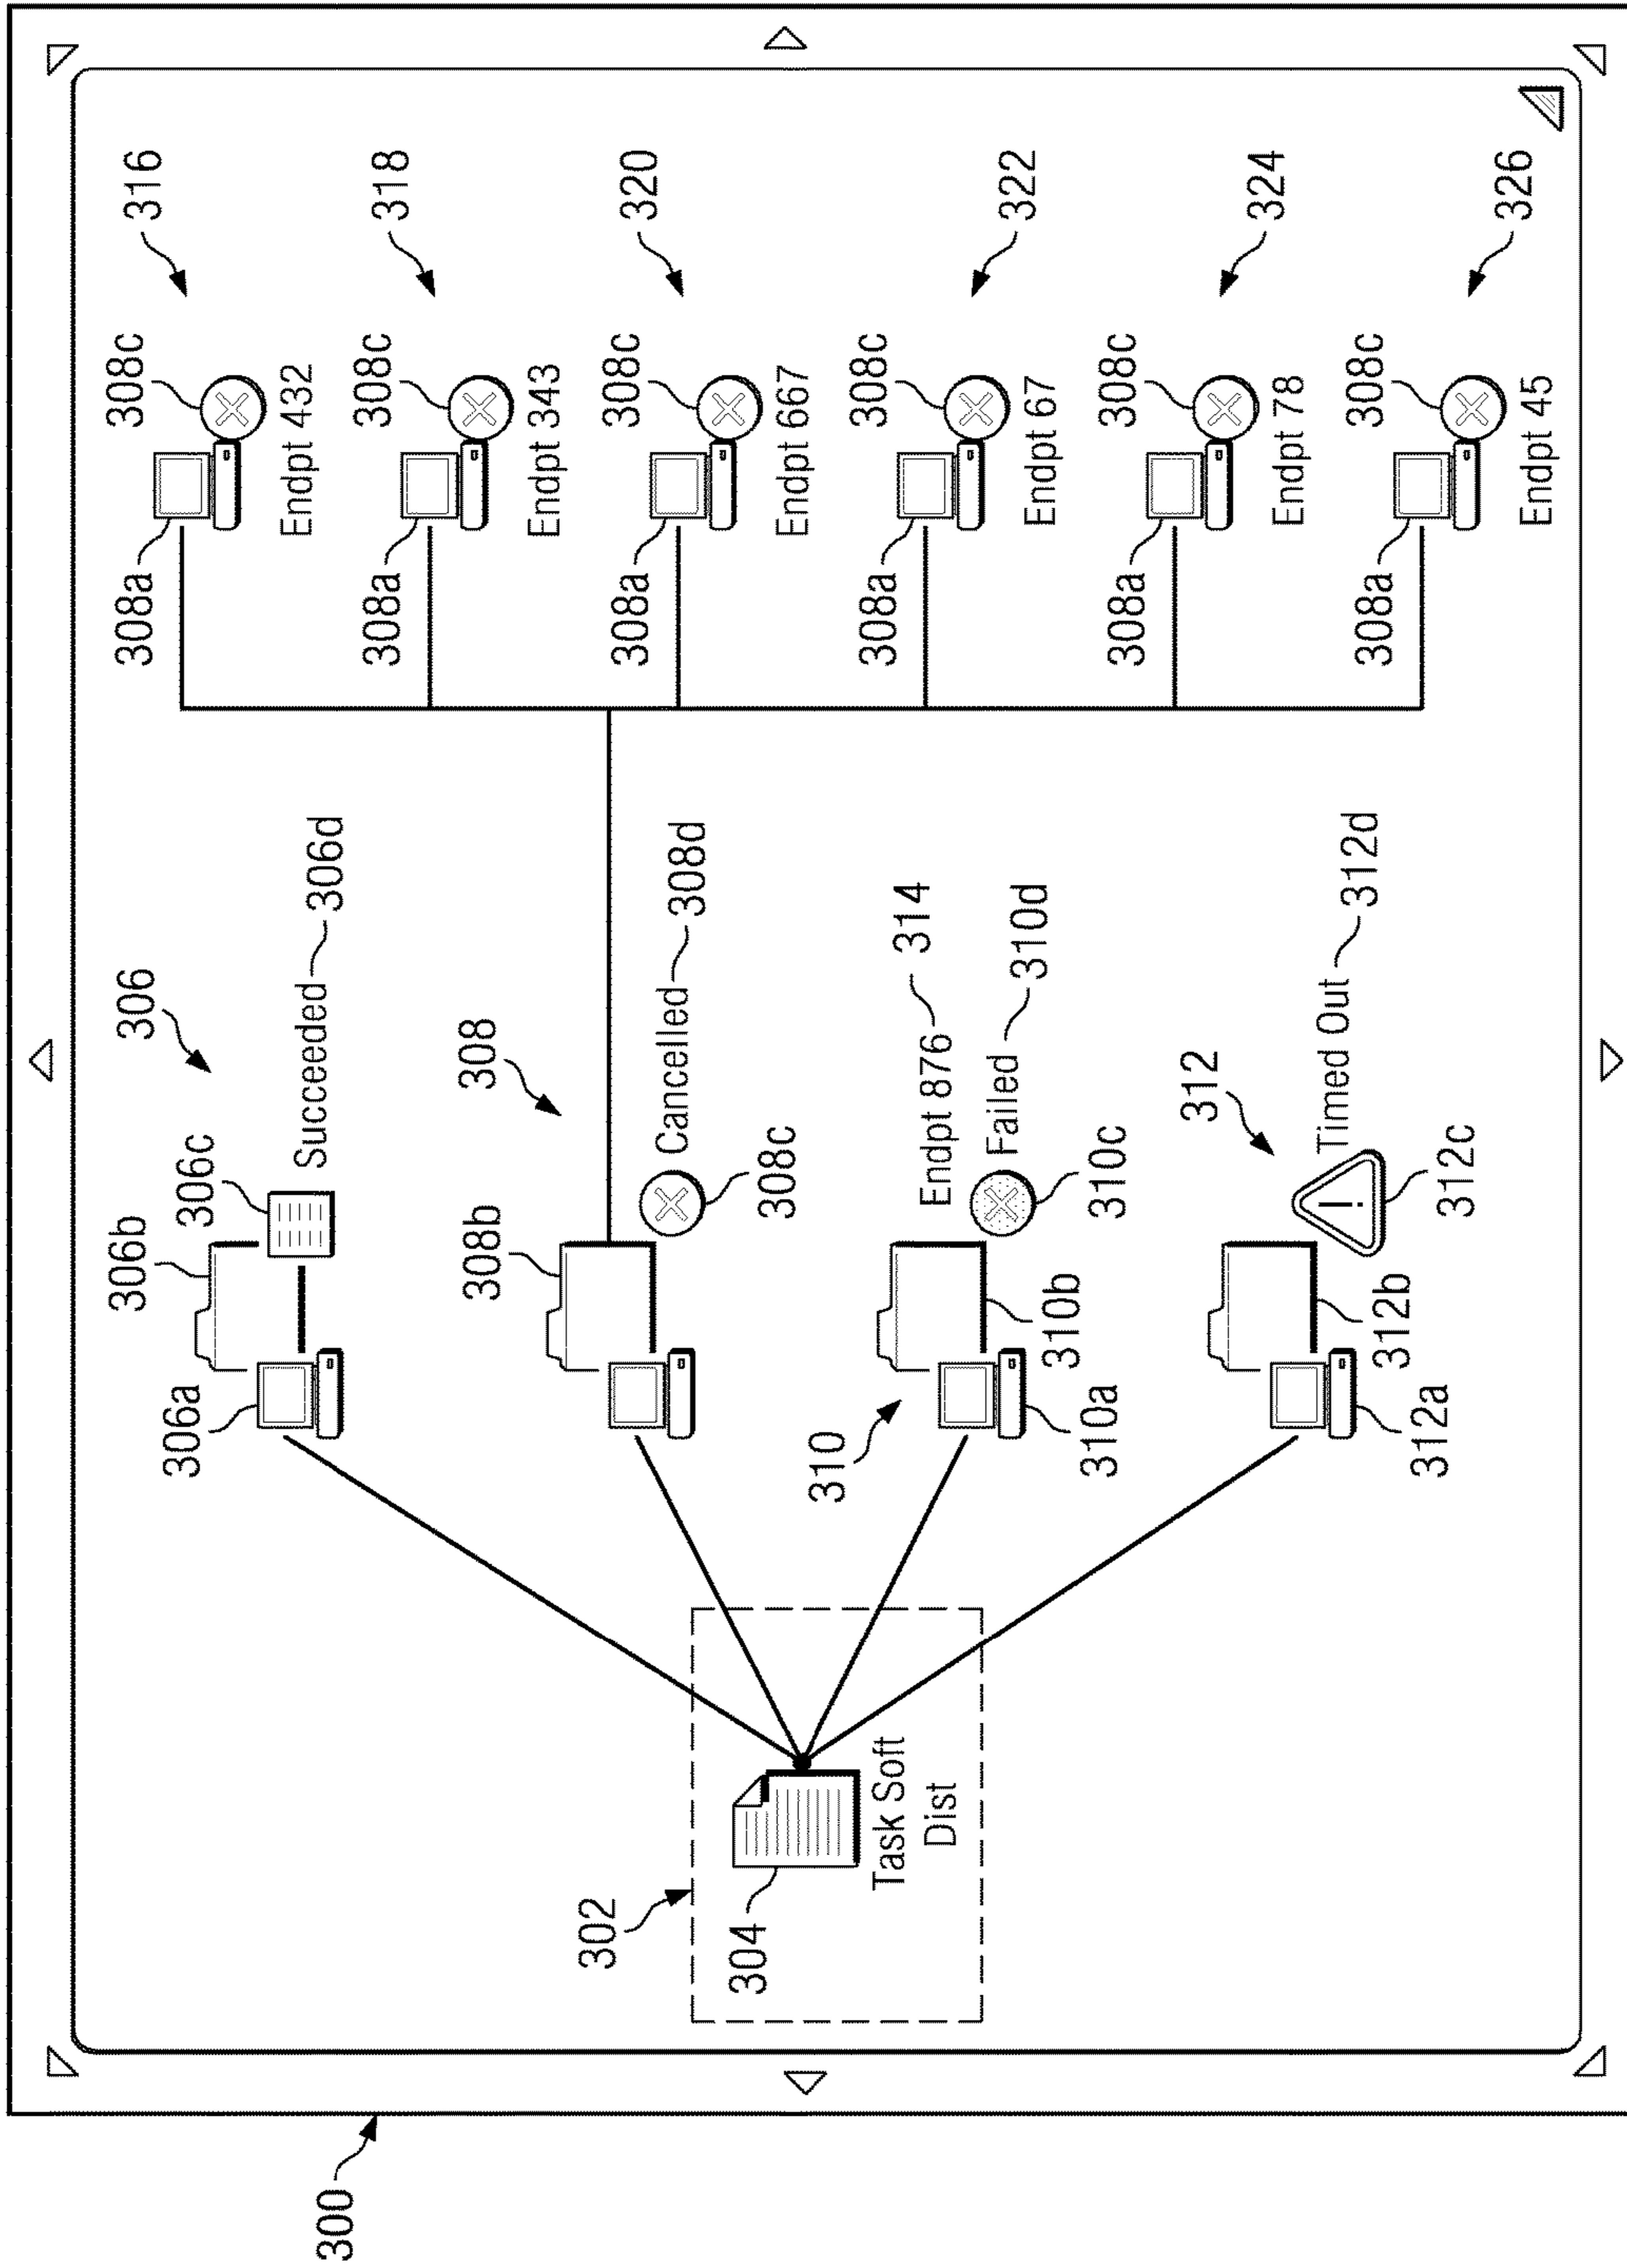 300
302
304
Task Soft
Dist
306
306a
306b
306c
Succeeded
306d
308
308b
308c
Cancelled
308d
310
310a
310b
310c
Endpt 876
314
Failed
310d
312
312a
312b
312c
Timed Out
312d
308a
308c
316
Endpt 432
308a
308c
318
Endpt 343
308a
308c
320
Endpt 667
308a
308c
322
Endpt 67
308a
308c
324
Endpt 78
308a
308c
326
Endpt 45